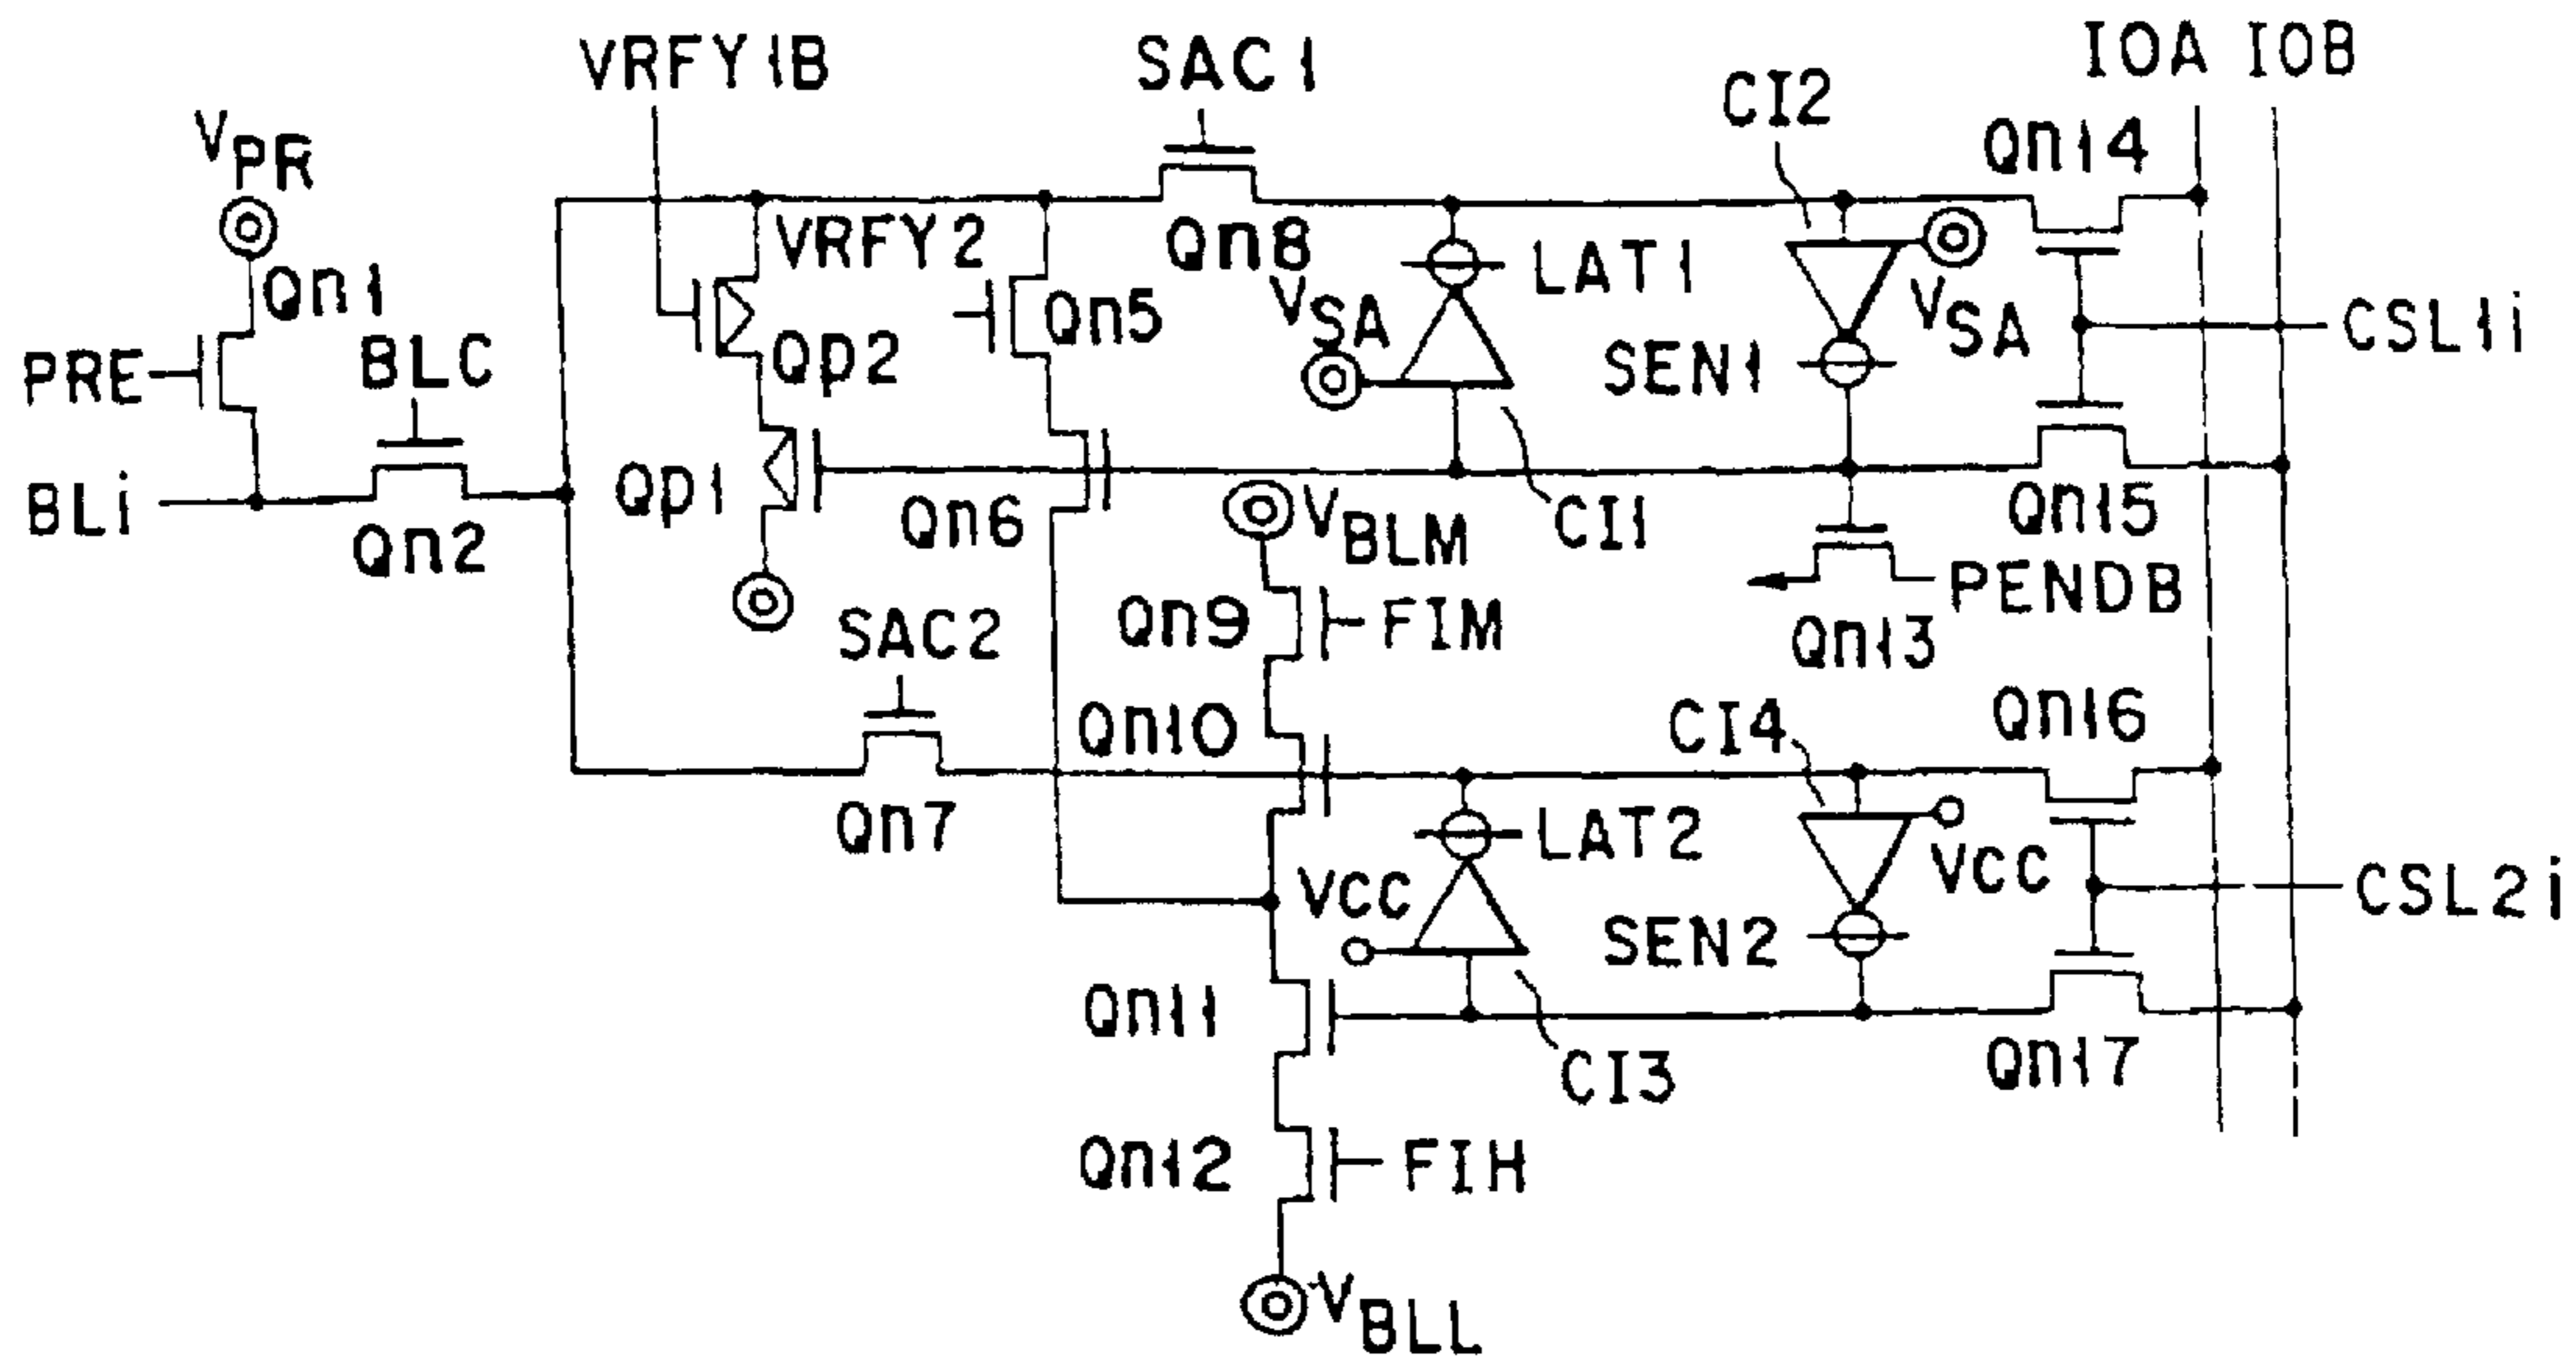 IOA IOB
VRFY1B
SAC1
CI2
VPR
Qn14
VRFY2
Qn8
LAT1
VSA
VSA
Qn1
Qn5
CSL1i
PRE
BLC
Qp2
SEN1
BLi
Qn2
Qp1
Qn6
VBLM
CI1
Qn15
PENDB
SAC2
Qn9
FIM
Qn13
Qn10
CI4
Qn16
Qn7
LAT2
VCC
VCC
CSL2i
SEN2
Qn11
CI3
Qn17
Qn12
FIH
VBLL